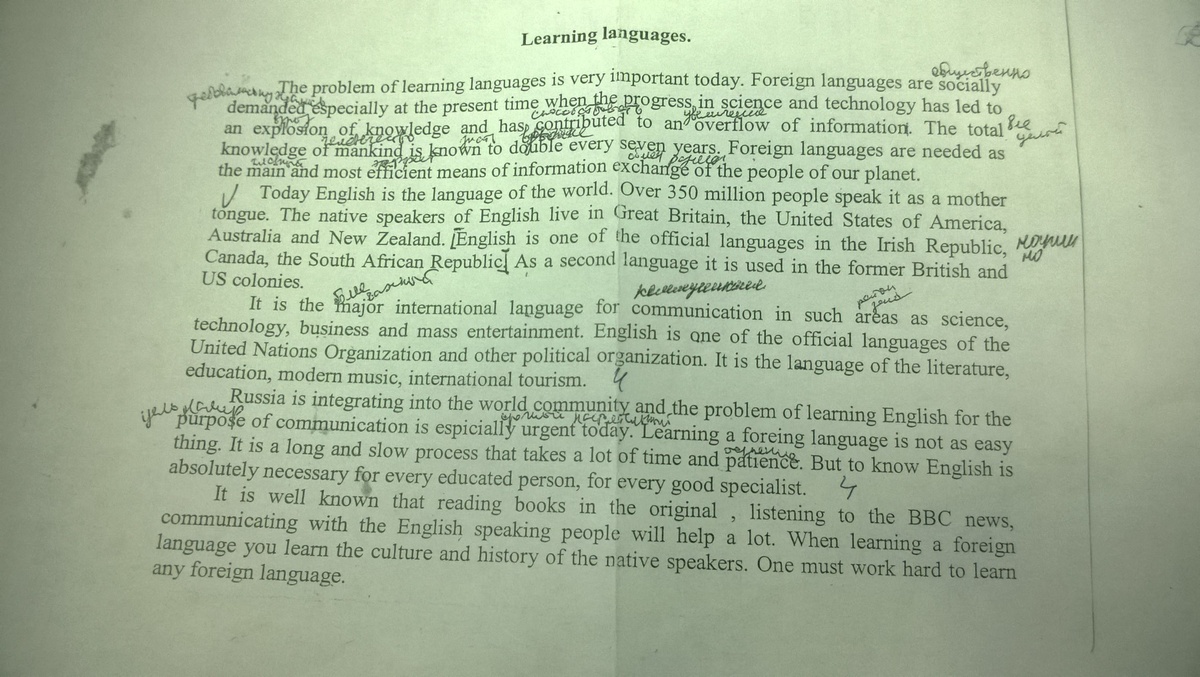 Learning languages.
общественно
The problem of learning languages is very important today. Foreign languages are socially
demanded especially at the present time when the progress in science and technology has led to
an explosion of knowledge and has contributed to an overflow of information. The total
knowledge of mankind is known to double every seven years. Foreign languages are needed as
the main and most efficient means of information exchange of the people of our planet.
Today English is the language of the world. Over 350 million people speak it as a mother
tongue. The native speakers of English live in Great Britain, the United States of America,
Australia and New Zealand. [English is one of the official languages in the Irish Republic,
Canada, the South African Republic] As a second language it is used in the former British and
US colonies.
It is the major international language for communication in such areas as science,
technology, business and mass entertainment. English is one of the official languages of the
United Nations Organization and other political organization. It is the language of the literature,
education, modern music, international tourism. 4
Russia is integrating into the world community and the problem of learning English for the
purpose of communication is espicially urgent today. Learning a foreing language is not as easy
thing. It is a long and slow process that takes a lot of time and patience. But to know English is
absolutely necessary for every educated person, for every good specialist. 4
It is well known that reading books in the original , listening to the BBC news,
communicating with the English speaking people will help a lot. When learning a foreign
language you learn the culture and history of the native speakers. One must work hard to learn
any foreign language.